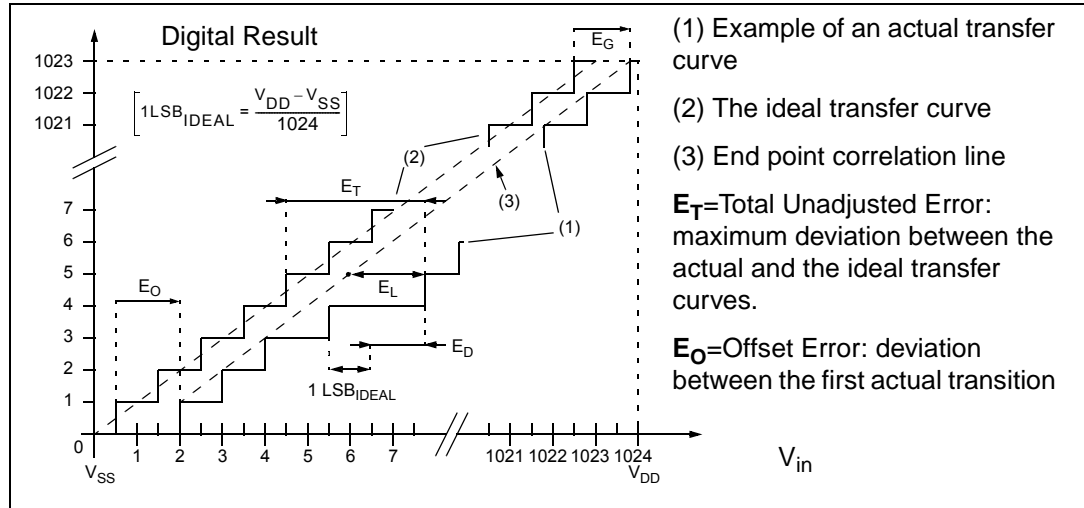 Digital Result
1LSB_IDEAL = V_DD – V_SS
1024
E_G
1023
1022
1021
7
6
5
4
3
2
1
0
(2)
E_T
(3)
(1)
E_O
E_L
E_D
1 LSB_IDEAL
1 2 3 4 5 6 7 1021 1022 1023 1024
V_SS V_DD
V_in
(1) Example of an actual transfer
curve
(2) The ideal transfer curve
(3) End point correlation line
E_T=Total Unadjusted Error:
maximum deviation between the
actual and the ideal transfer
curves.
E_O=Offset Error: deviation
between the first actual transition